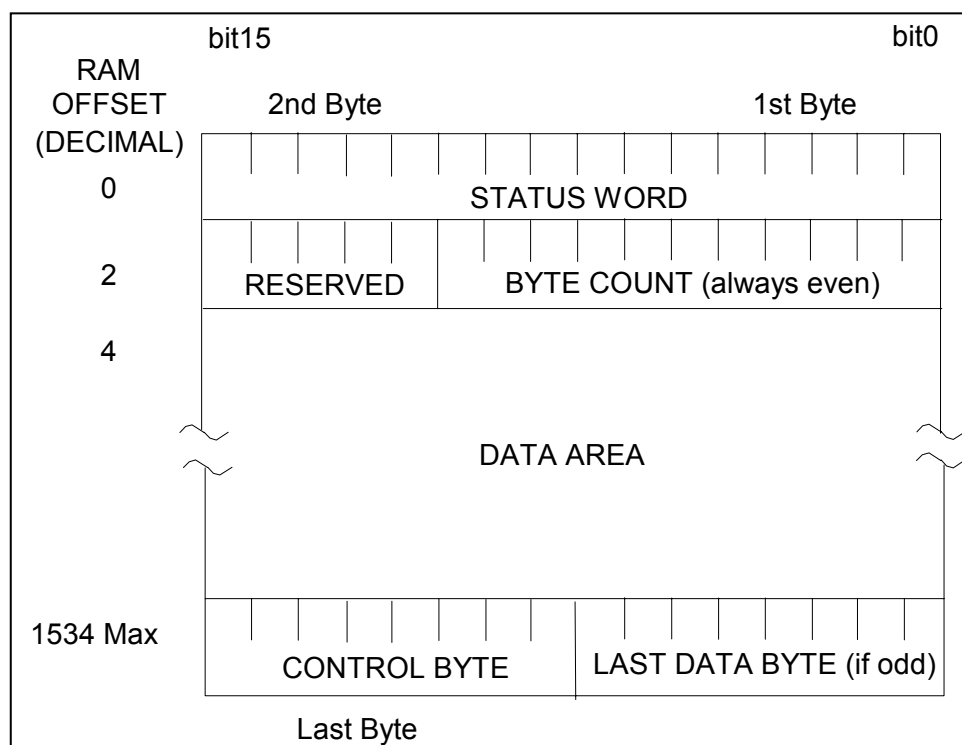 bit15 bit0
RAM
OFFSET
(DECIMAL)
2nd Byte 1st Byte
0 STATUS WORD
2 RESERVED BYTE COUNT (always even)
4
DATA AREA
1534 Max CONTROL BYTE LAST DATA BYTE (if odd)
Last Byte